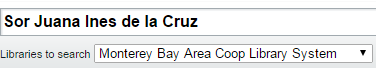 Sor Juana Ines de la Cruz
Libraries to search Monterey Bay Area Coop Library System